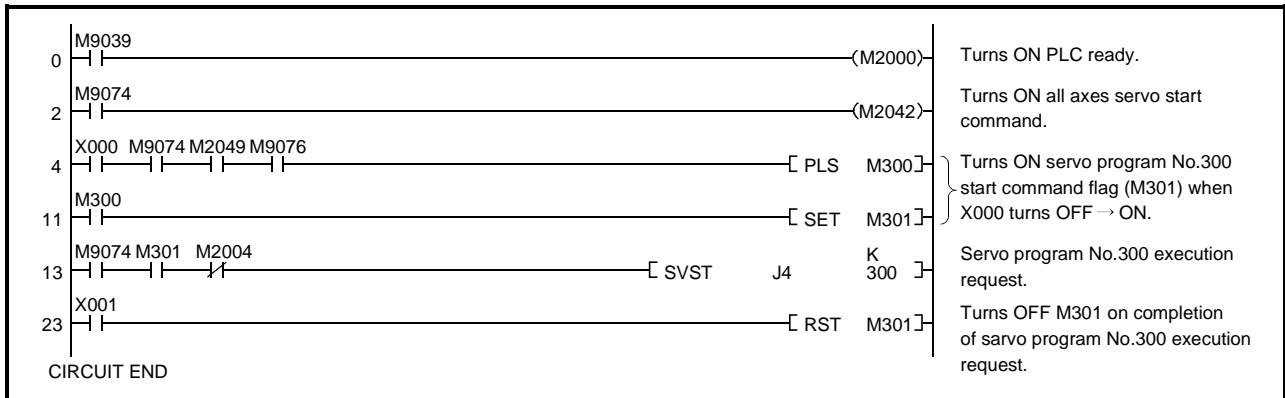 M9039
0 (M2000) Turns ON PLC ready.
M9074
2 (M2042) Turns ON all axes servo start
command.
X000 M9074 M2049 M9076
4 PLS M300 Turns ON servo program No.300
start command flag (M301) when
X000 turns OFF → ON.
M300
11 SET M301
M9074 M301 M2004
13 SVST J4 K 300 Servo program No.300 execution
request.
X001
23 RST M301 Turns OFF M301 on completion
of sarvo program No.300 execution
request.
CIRCUIT END